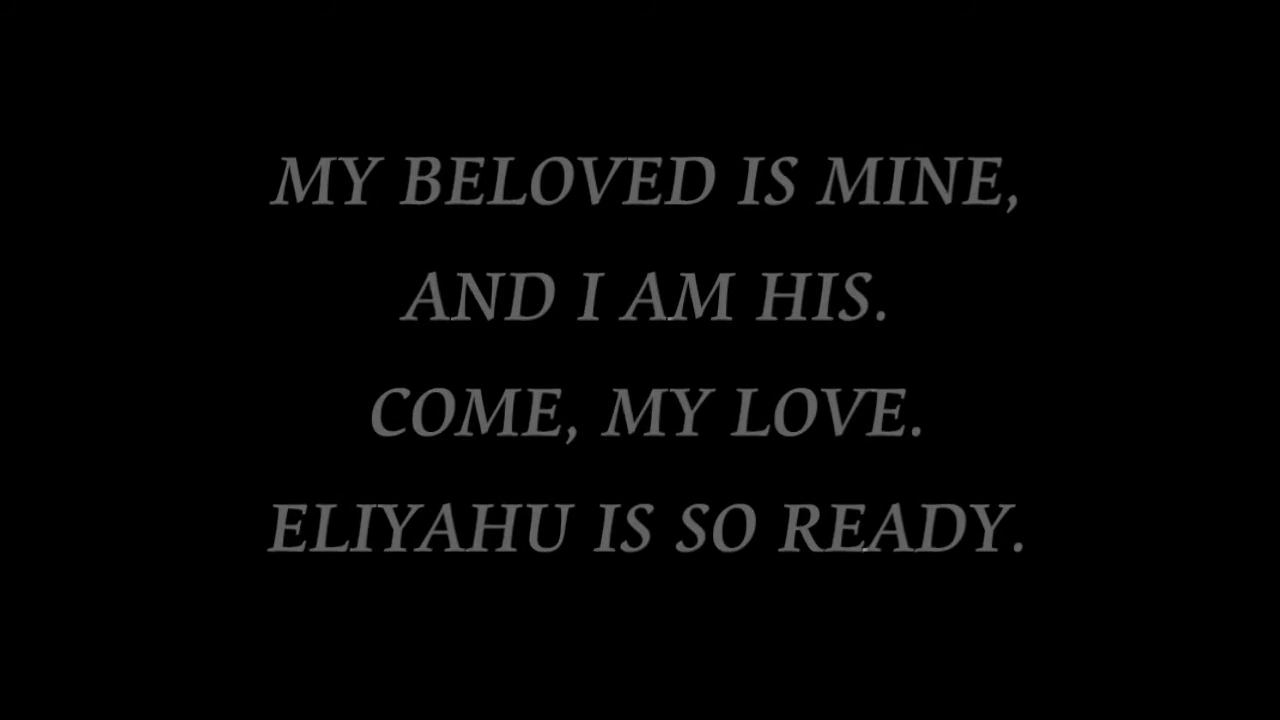 MY BELOVED IS MINE,
AND I AM HIS.
COME, MY LOVE.
ELIYAHU IS SO READY.